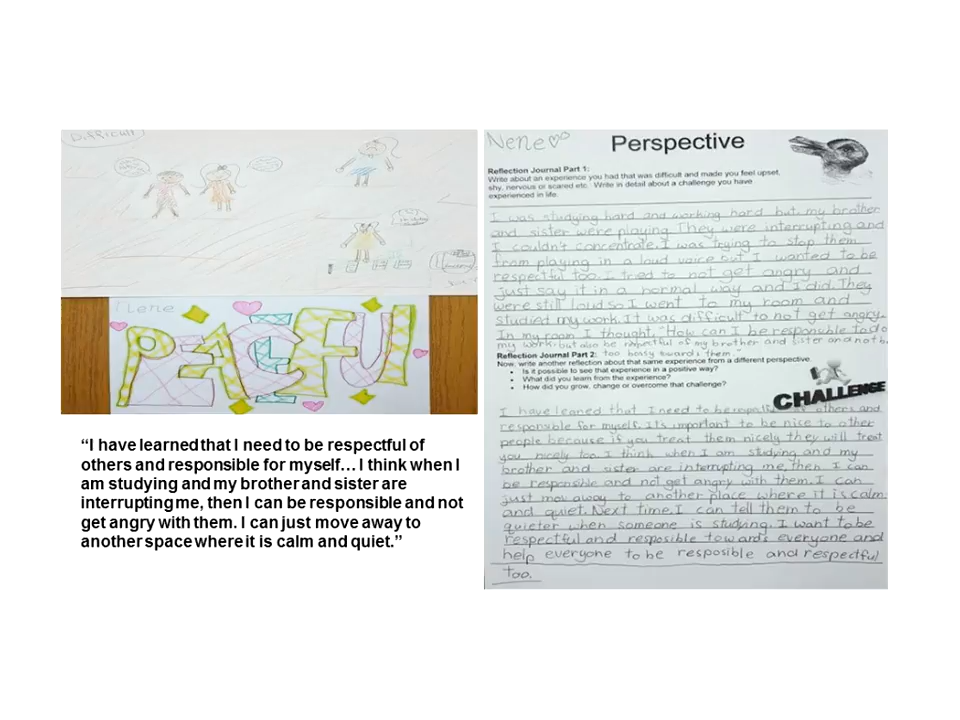 Difficult
Nene
PEACEFUL
“I have learned that I need to be respectful of
others and responsible for myself… I think when I
am studying and my brother and sister are
interrupting me, then I can be responsible and not
get angry with them. I can just move away to
another space where it is calm and quiet.”
Nene
Perspective
Reflection Journal Part 1:
Write about an experience you had that was difficult and made you feel upset,
shy, nervous or scared etc. Write in detail about a challenge you have
experienced in life.
I was studying hard and working hard but my brother
and sister were playing. They were interrupting and
I couldn't concentrate. I was trying to stop them
from playing in a loud voice but I wanted to be
respectful too. I tried to not get angry and
just say it in a normal way and I did. They
were still loud so I went to my room and
studied my work. It was difficult to not get angry.
In my room I thought, "How can I be responsible to do
my work, but also be respectful of my brother and sister and not b
too bossy towards them."
Reflection Journal Part 2:
Now, write another reflection about that same experience from a different perspective.
• Is it possible to see that experience in a positive way?
• What did you learn from the experience?
• How did you grow, change or overcome that challenge?
CHALLENGE
I have leaned that I need to be others and
responsible for myself. It's important to be nice to other
people because if you treat them nicely they will treat
you nicely too. I think when I am studying and my
brother and sister are interrupting me, then I can
be responsible and not get angry with them. I can
just move away to another place where it is calm
and quiet. Next time, I can tell them to be
quieter when someone is studying. I want to be
respectful and resposible towards everyone and
help everyone to be resposible and respectful
too.